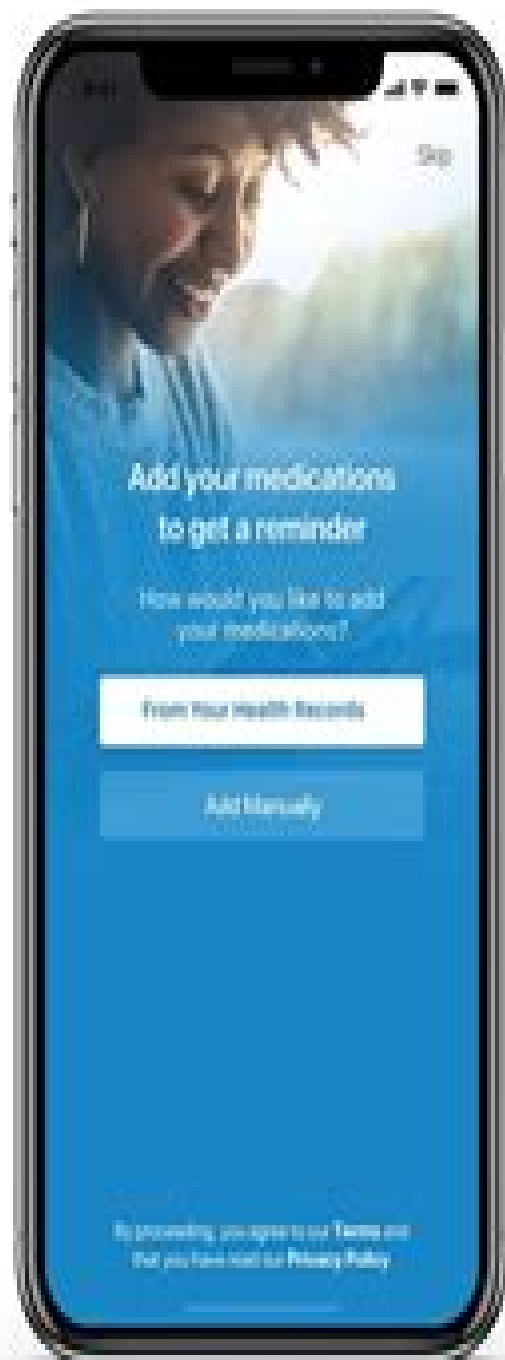 Skip
Add your medications
to get a reminder
How would you like to add
your medications?
From Your Health Records
Add Manually
By proceeding, you agree to our Terms and
that you have read our Privacy Policy